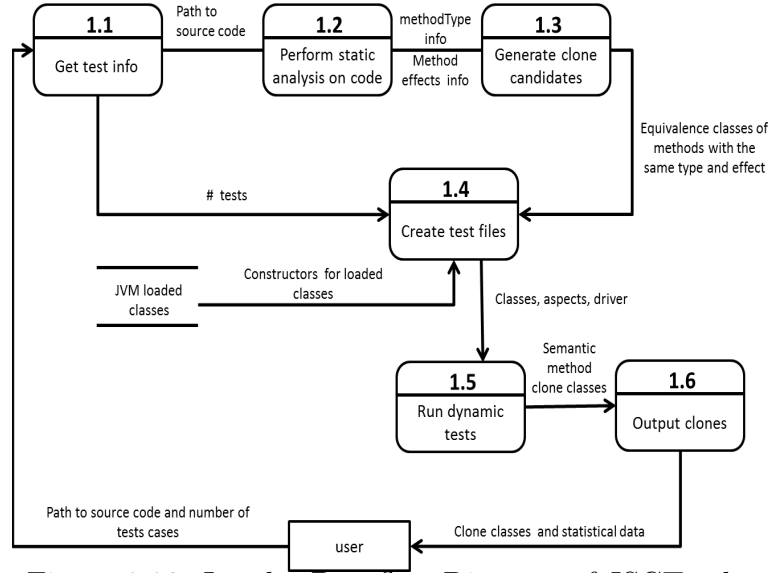 1.1
Get test info
Path to
source code
1.2
Perform static
analysis on code
methodType
info
Method
effects info
1.3
Generate clone
candidates
Equivalence classes of
methods with the
same type and effect
# tests
1.4
Create test files
JVM loaded
classes
Constructors for loaded
classes
Classes, aspects, driver
1.5
Run dynamic
tests
Semantic
method
clone classes
1.6
Output clones
Path to source code and number of
tests cases
user
Clone classes and statistical data